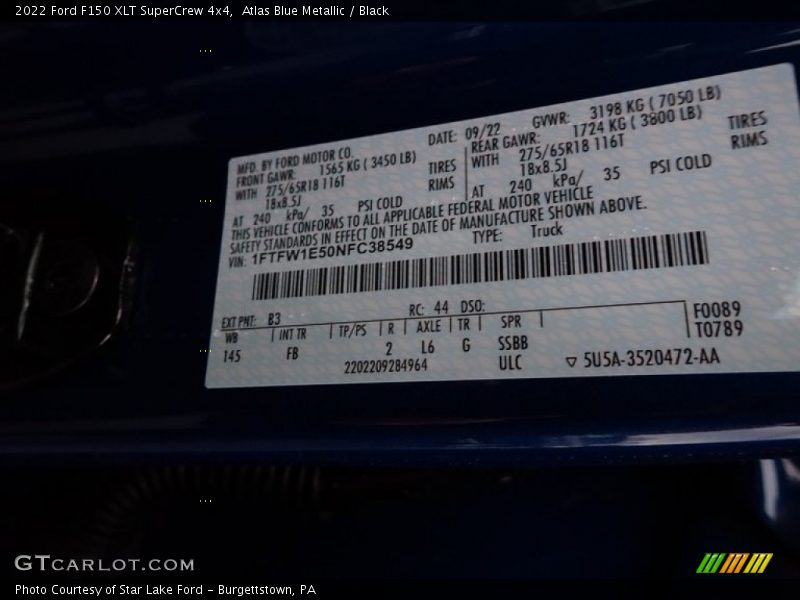 2022 Ford F150 XLT SuperCrew 4x4,  Atlas Blue Metallic / Black
MFD. BY FORD MOTOR CO.
DATE: 09/22
GVWR: 3198 KG ( 7050 LB)
FRONT GAWR: 1565 KG ( 3450 LB)
REAR GAWR: 1724 KG ( 3800 LB)
WITH 275/65R18 116T TIRES
WITH 275/65R18 116T TIRES
18x8.5J RIMS
18x8.5J RIMS
AT 240 kPa/ 35 PSI COLD
AT 240 kPa/ 35 PSI COLD
THIS VEHICLE CONFORMS TO ALL APPLICABLE FEDERAL MOTOR VEHICLE
SAFETY STANDARDS IN EFFECT ON THE DATE OF MANUFACTURE SHOWN ABOVE.
VIN: 1FTFW1E50NFC38549
TYPE: Truck
EXT PNT: B3
RC: 44 DSO:
F0089
WB INT TR TP/PS R AXLE TR SPR
T0789
145 FB 2 L6 G SSBB
2202209284964 ULC
▽ 5U5A-3520472-AA
GTCARLOT.COM
Photo Courtesy of Star Lake Ford - Burgettstown, PA